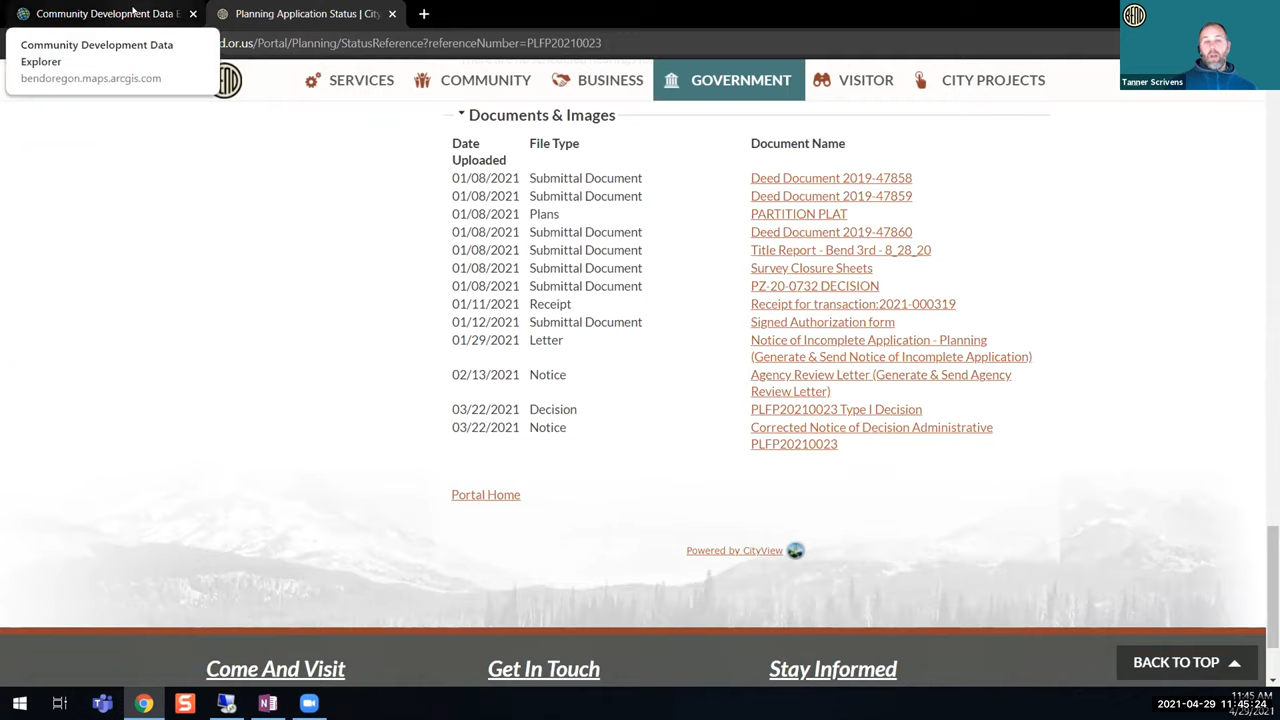 Community Development Data E
Planning Application Status | City
Community Development Data
Explorer
bendoregon.maps.arcgis.com
d.or.us/Portal/Planning/StatusReference?referenceNumber=PLFP20210023
BEND
SERVICES
COMMUNITY
BUSINESS
GOVERNMENT
VISITOR
CITY PROJECTS
BEND
Tanner Scrivens
Documents & Images
Date Uploaded File Type Document Name
01/08/2021 Submittal Document Deed Document 2019-47858
01/08/2021 Submittal Document Deed Document 2019-47859
01/08/2021 Plans PARTITION PLAT
01/08/2021 Submittal Document Deed Document 2019-47860
01/08/2021 Submittal Document Title Report - Bend 3rd - 8_28_20
01/08/2021 Submittal Document Survey Closure Sheets
01/08/2021 Submittal Document PZ-20-0732 DECISION
01/11/2021 Receipt Receipt for transaction:2021-000319
01/12/2021 Submittal Document Signed Authorization form
01/29/2021 Letter Notice of Incomplete Application - Planning
(Generate & Send Notice of Incomplete Application)
02/13/2021 Notice Agency Review Letter (Generate & Send Agency
Review Letter)
03/22/2021 Decision PLFP20210023 Type I Decision
03/22/2021 Notice Corrected Notice of Decision Administrative
PLFP20210023
Portal Home
Powered by CityView
Come And Visit
Get In Touch
Stay Informed
BACK TO TOP
11:45 AM
2021-04-29 11:45:24
4/29/2021